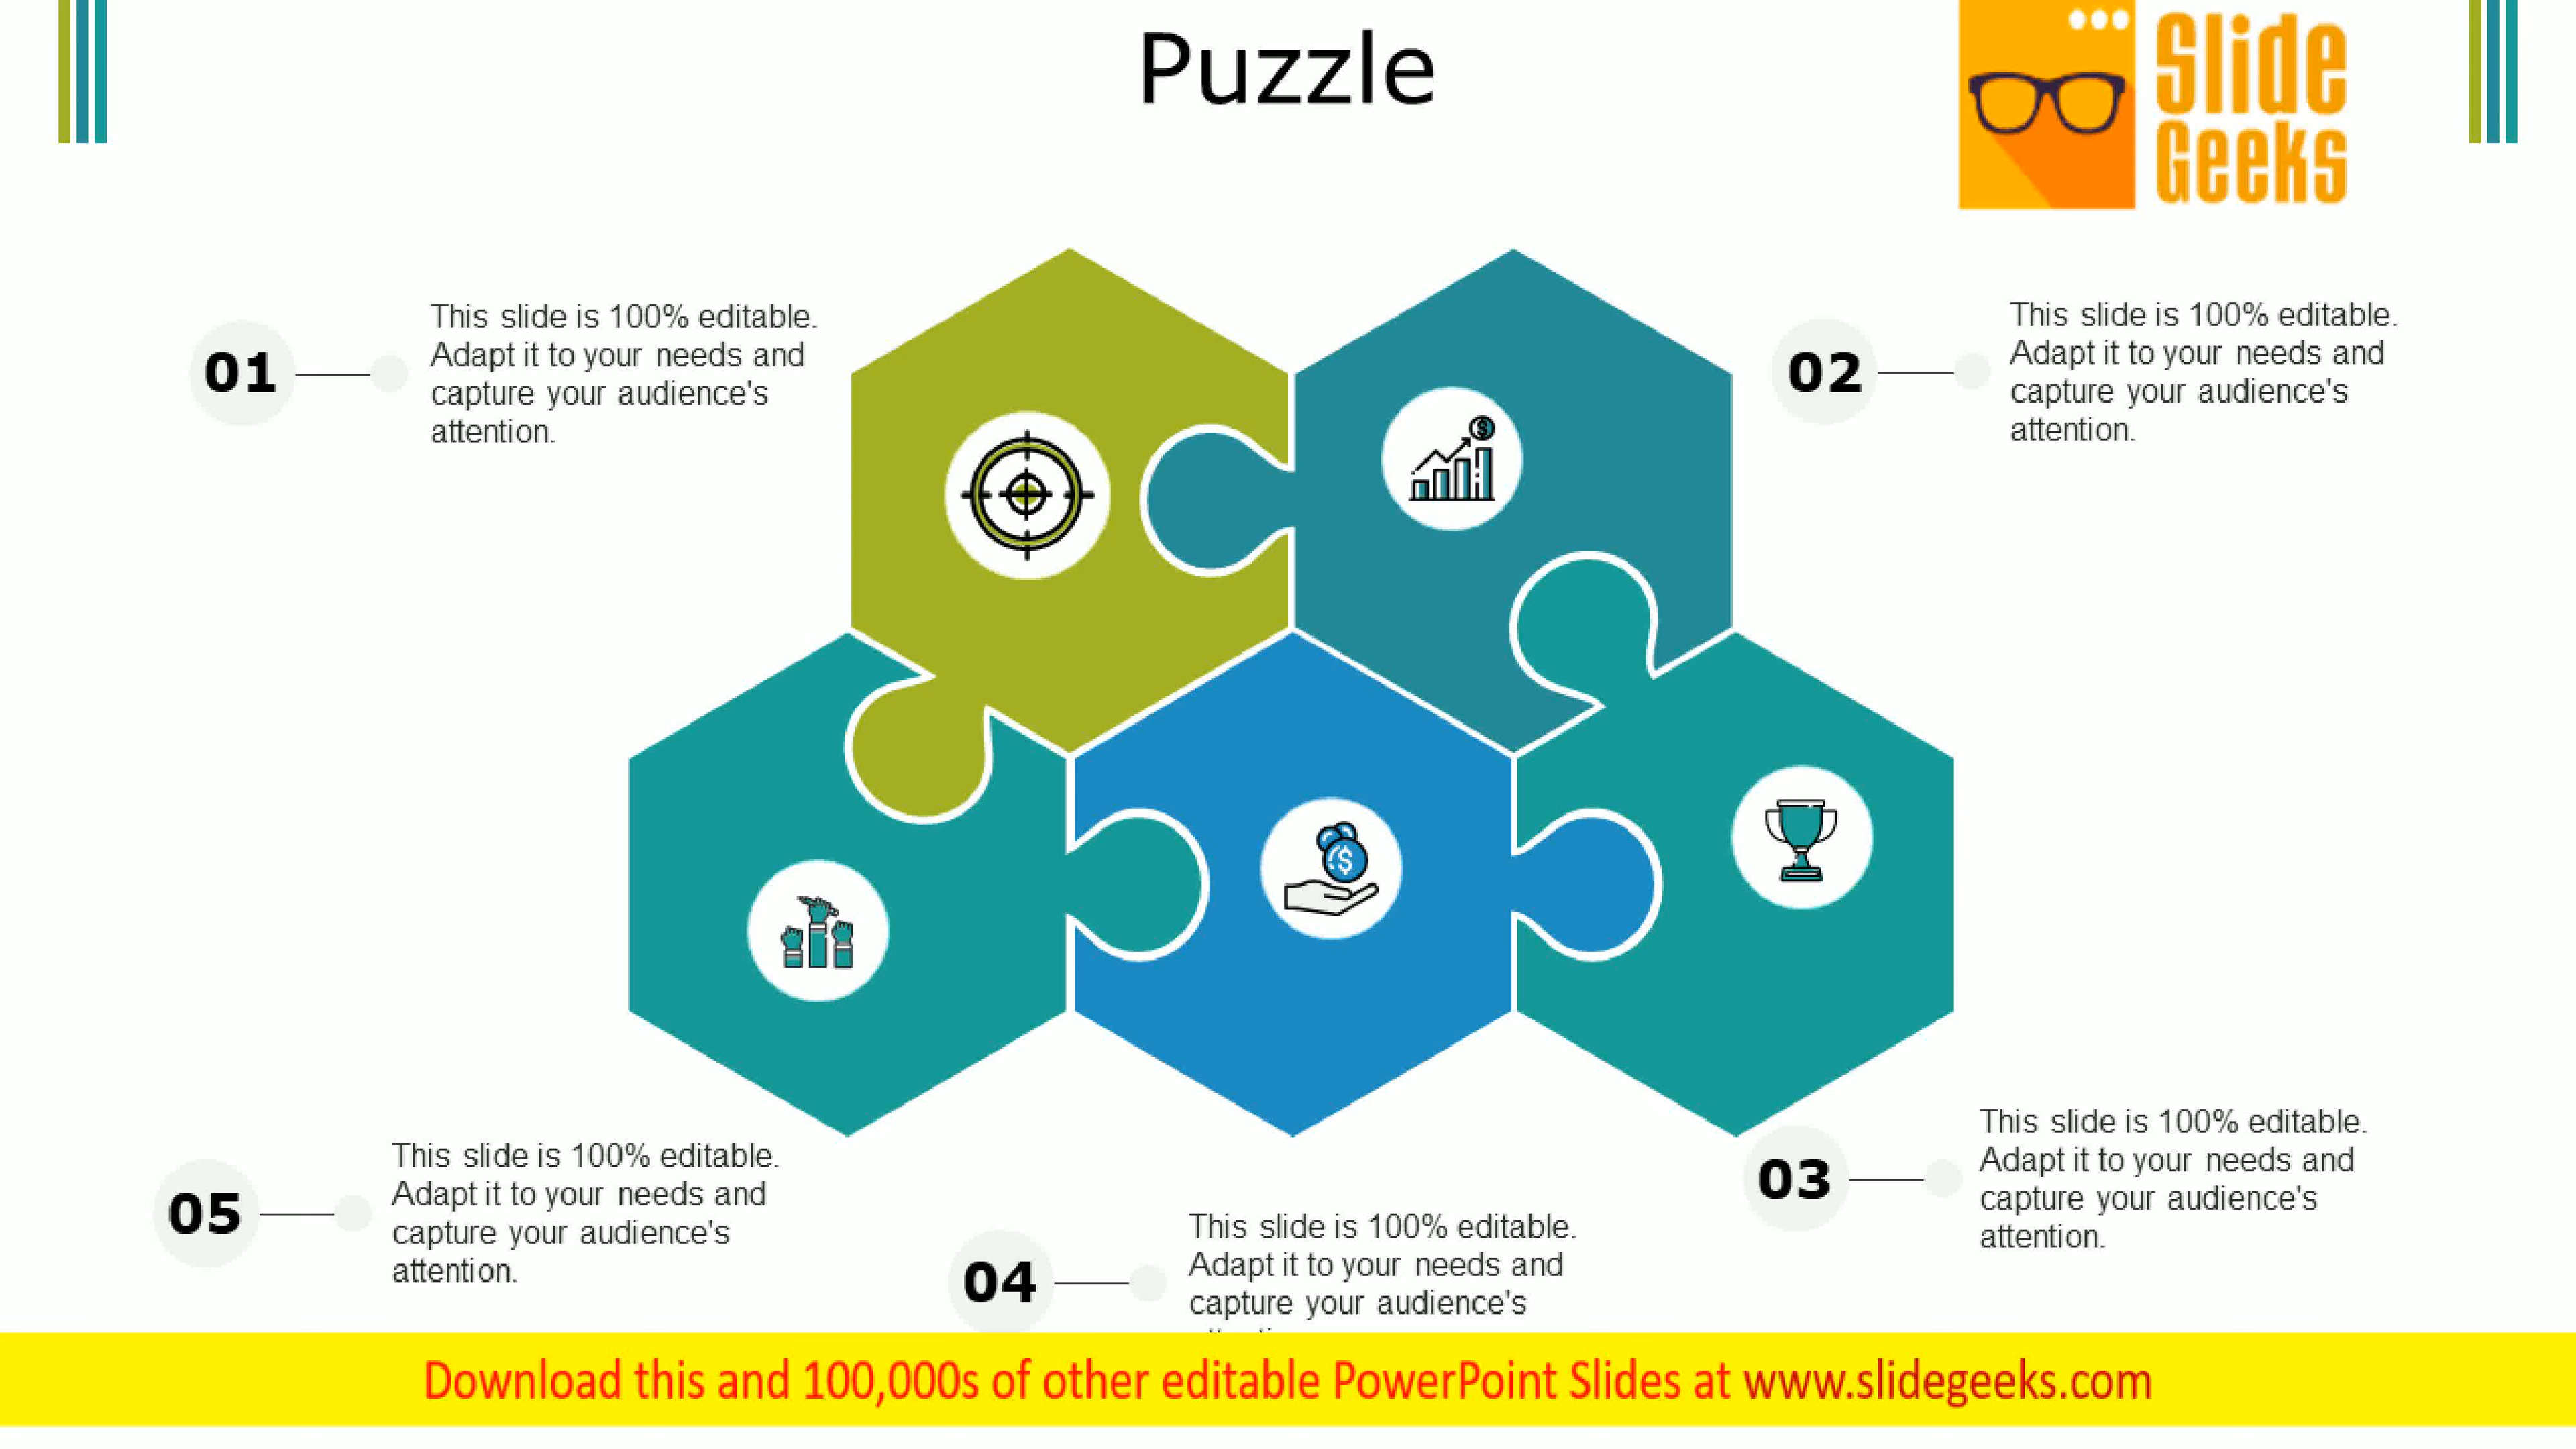 Puzzle
Slide
Geeks
01
This slide is 100% editable.
Adapt it to your needs and
capture your audience's
attention.
02
This slide is 100% editable.
Adapt it to your needs and
capture your audience's
attention.
$
$
03
This slide is 100% editable.
Adapt it to your needs and
capture your audience's
attention.
05
This slide is 100% editable.
Adapt it to your needs and
capture your audience's
attention.
04
This slide is 100% editable.
Adapt it to your needs and
capture your audience's
Download this and 100,000s of other editable PowerPoint Slides at www.slidegeeks.com